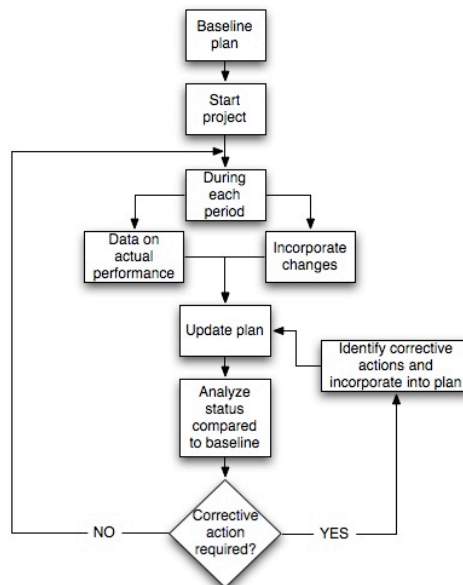 Baseline
plan
Start
project
During
each
period
Data on
actual
performance
Incorporate
changes
Update plan
Identify corrective
actions and
incorporate into plan
Analyze
status
compared
to baseline
Corrective
action
required?
NO
YES